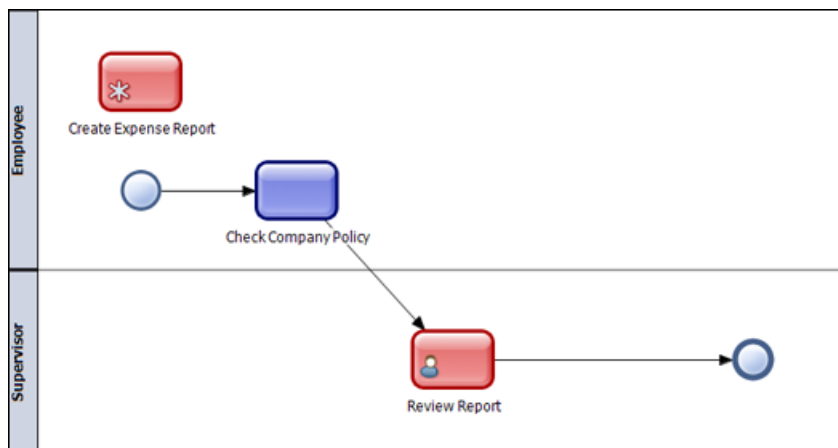 Employee
Create Expense Report
Check Company Policy
Supervisor
Review Report